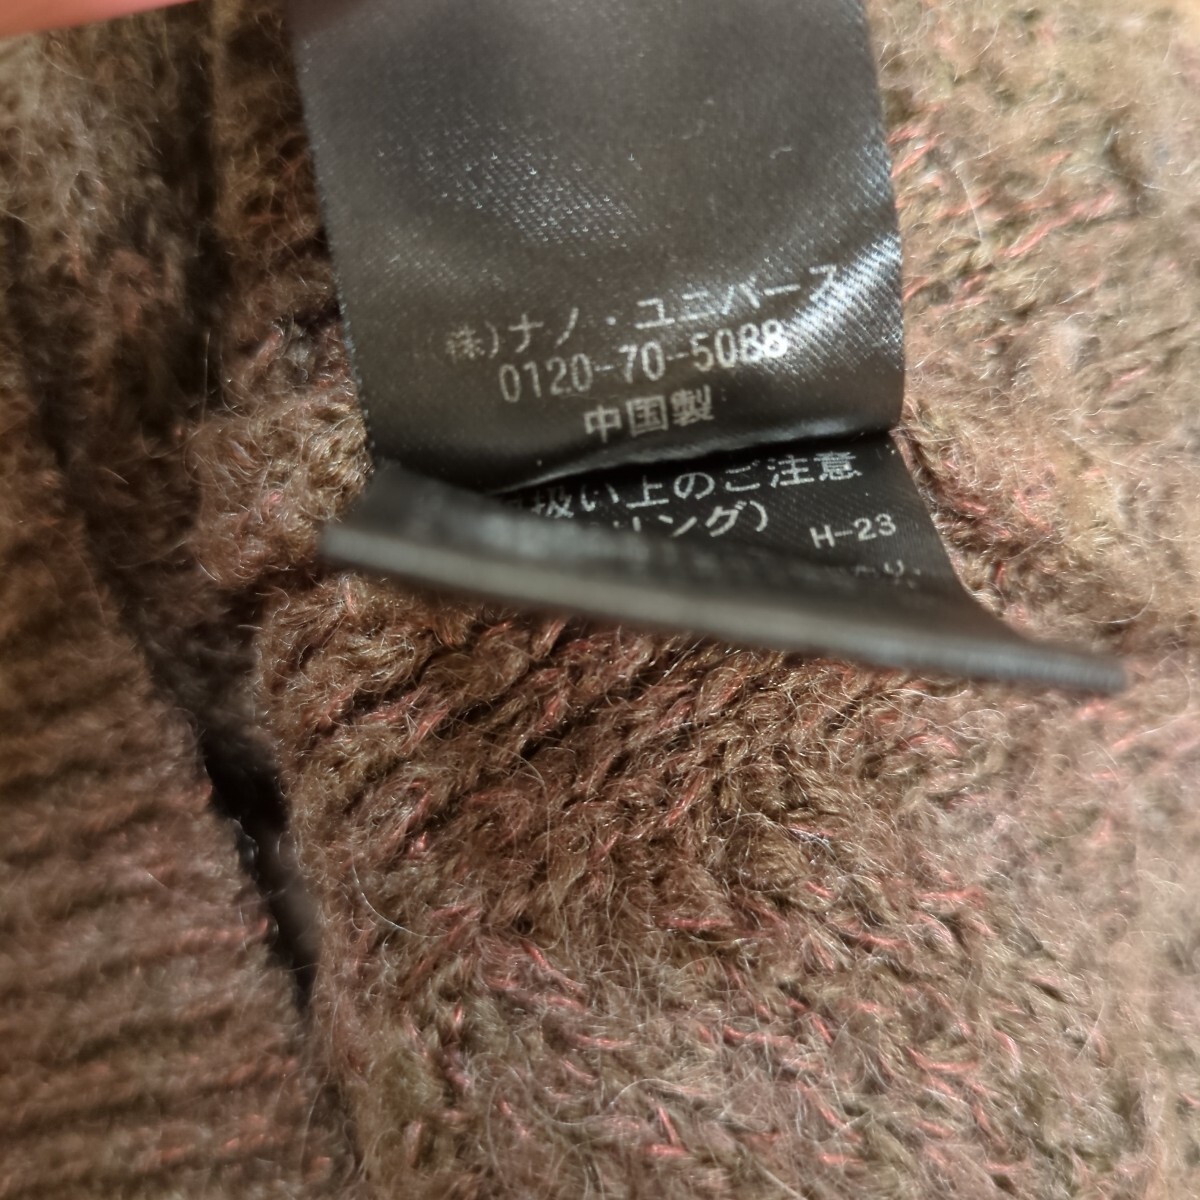 (株)ナノ・ユニバース
0120-70-5088
中国製
扱い上のご注意
リング)
H-23